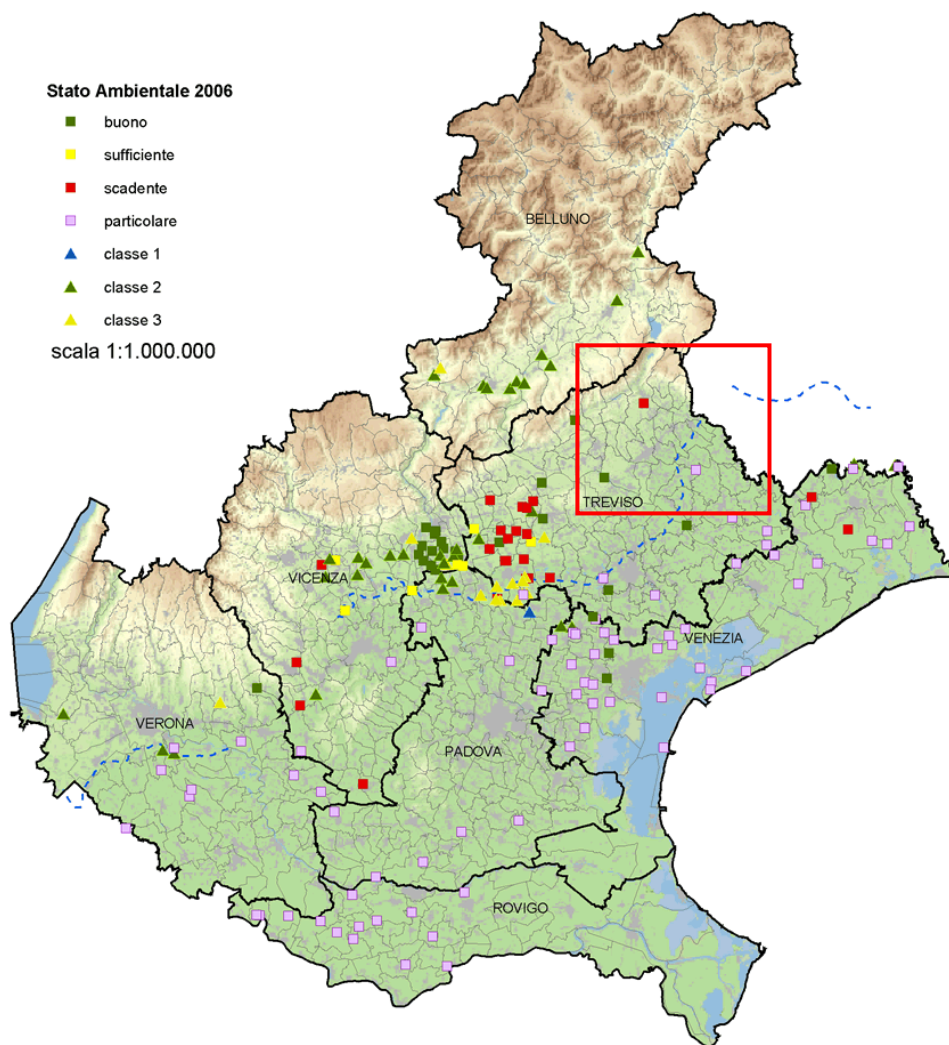 Stato Ambientale 2006
buono
sufficiente
scadente
particolare
classe 1
classe 2
classe 3
scala 1:1.000.000
BELLUNO
TREVISO
VICENZA
VENEZIA
VERONA
PADOVA
ROVIGO